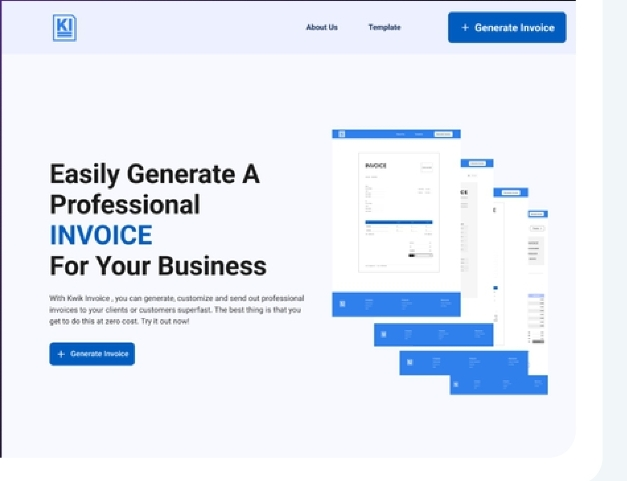 KI
About Us
Template
+ Generate Invoice
Easily Generate A
Professional
INVOICE
For Your Business
With Kwik Invoice , you can generate, customize and send out professional
invoices to your clients or customers superfast. The best thing is that you
get to do this at zero cost. Try it out now!
+ Generate Invoice
INVOICE